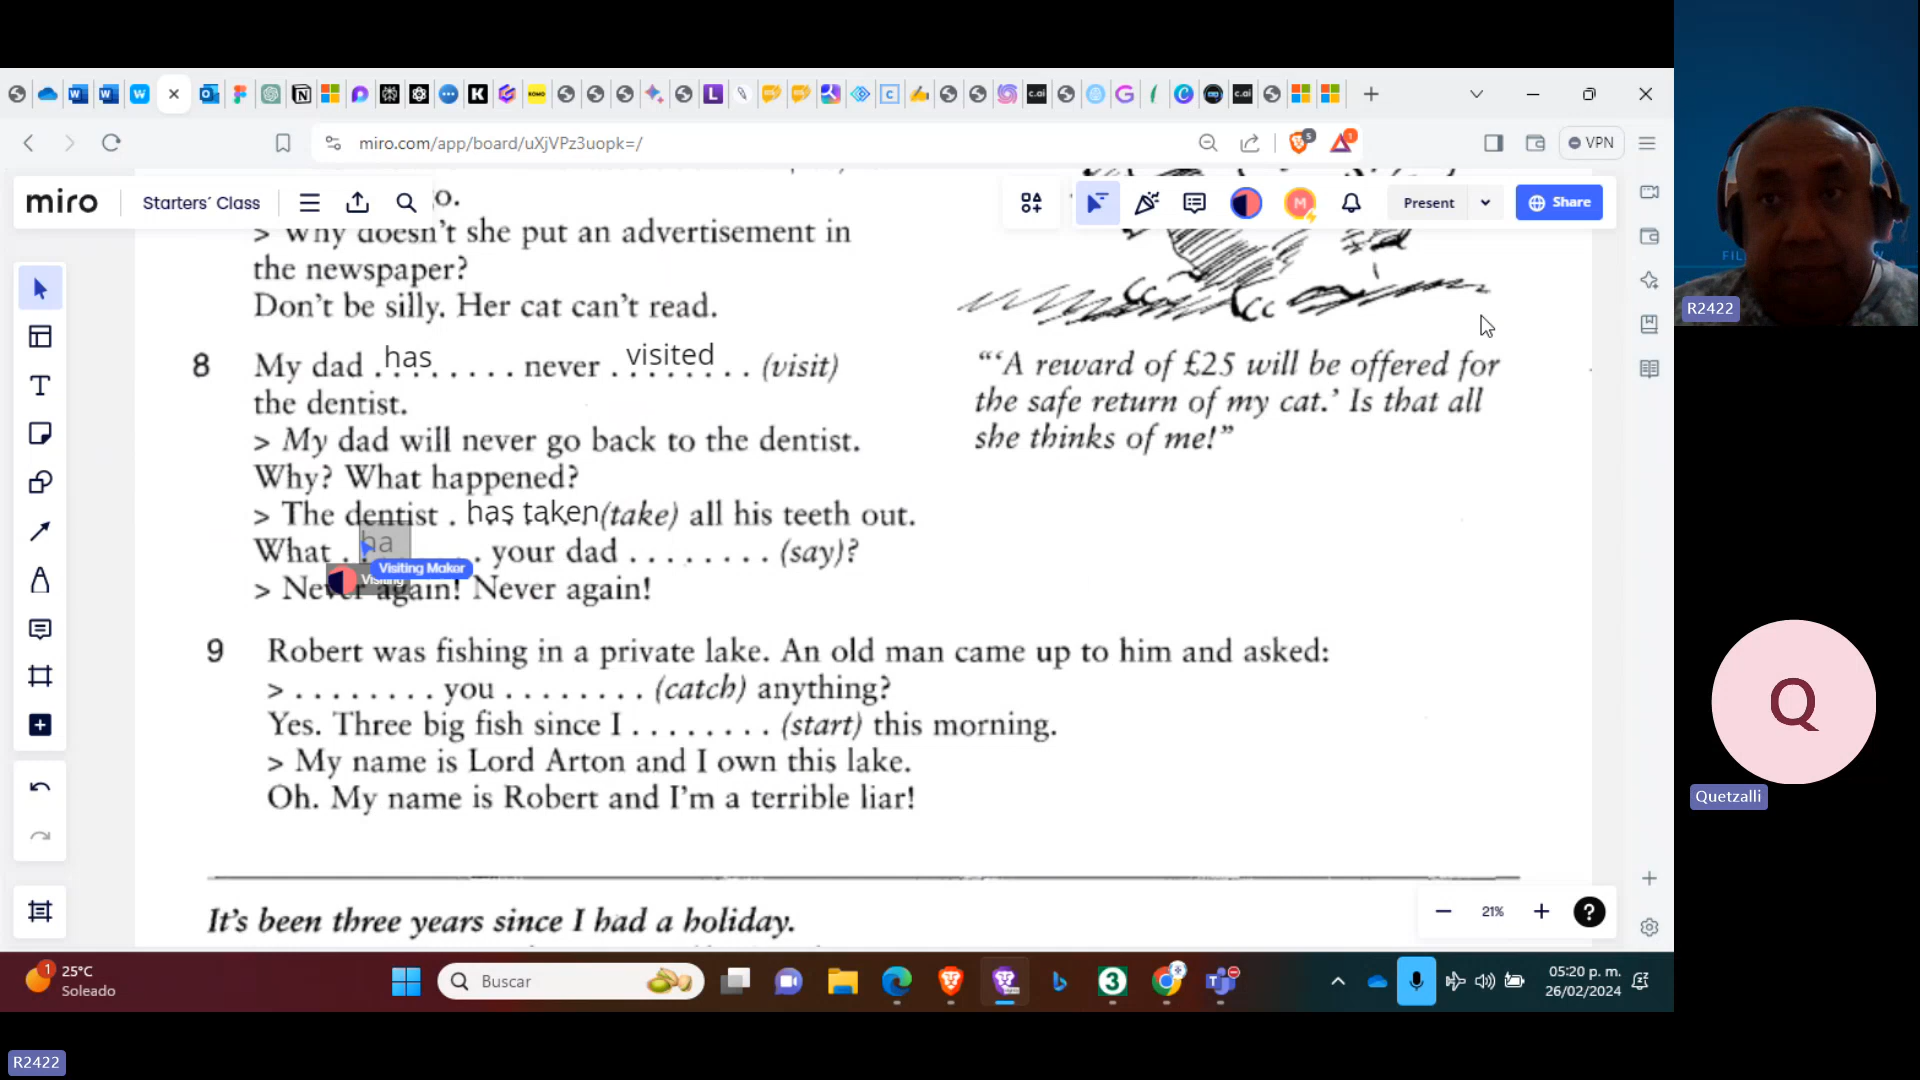 miro.com/app/board/uXjVPz3uopk=/
VPN
5
1
miro
Starters´ Class
Present
Share
M
o.
> Why doesn't she put an advertisement in
the newspaper?
Don't be silly. Her cat can't read.
8 My dad has . . . . . . . . never visited . . . . . . . . (visit)
the dentist.
> My dad will never go back to the dentist.
Why? What happened?
> The dentist . has taken (take) all his teeth out.
What . ha . . . . . . . your dad . . . . . . . . (say)?
Visiting Maker
Visiting
> Never again! Never again!
"'A reward of £25 will be offered for
the safe return of my cat.' Is that all
she thinks of me!"
9 Robert was fishing in a private lake. An old man came up to him and asked:
> . . . . . . . . you . . . . . . . . (catch) anything?
Yes. Three big fish since I . . . . . . . . (start) this morning.
> My name is Lord Arton and I own this lake.
Oh. My name is Robert and I'm a terrible liar!
It's been three years since I had a holiday.
21%
R2422
Q
Quetzalli
1
25°C
Soleado
Buscar
3
05:20 p. m.
26/02/2024
R2422